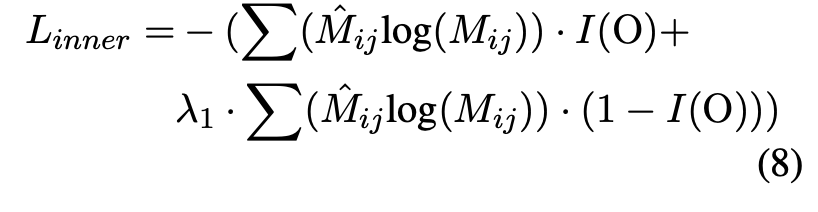 L_{inner} = − (∑(M̂_{ij}log(M_{ij})) · I(O)+
λ_1 · ∑(M̂_{ij}log(M_{ij})) · (1 − I(O)))
(8)